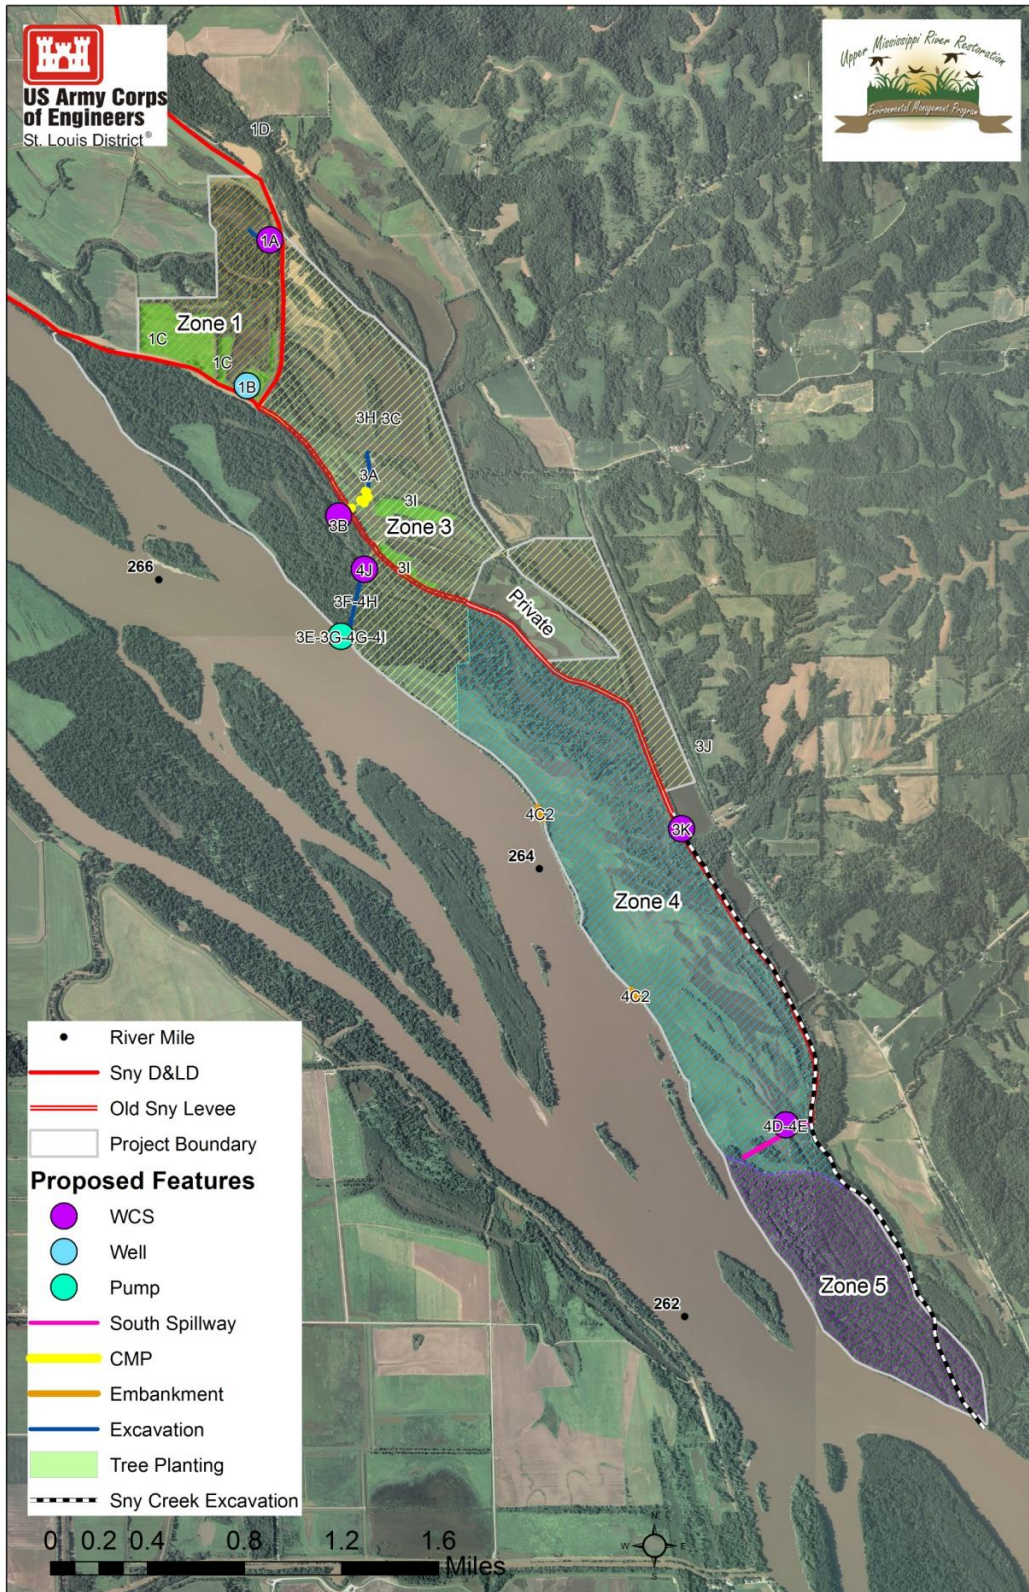 US Army Corps
of Engineers
St. Louis District®
Upper Mississippi River Restoration
Environmental Management Program
1D
1A
Zone 1
1C
1C
1B
3H 3C
3A
3I
3B
Zone 3
4J
3I
266
3F-4H
Private
3E-3G-4G-4I
3J
4C2
3K
264
Zone 4
4C2
4D-4E
Zone 5
262
River Mile
Sny D&LD
Old Sny Levee
Project Boundary
Proposed Features
WCS
Well
Pump
South Spillway
CMP
Embankment
Excavation
Tree Planting
Sny Creek Excavation
0 0.2 0.4 0.8 1.2 1.6
Miles
N
W E
S